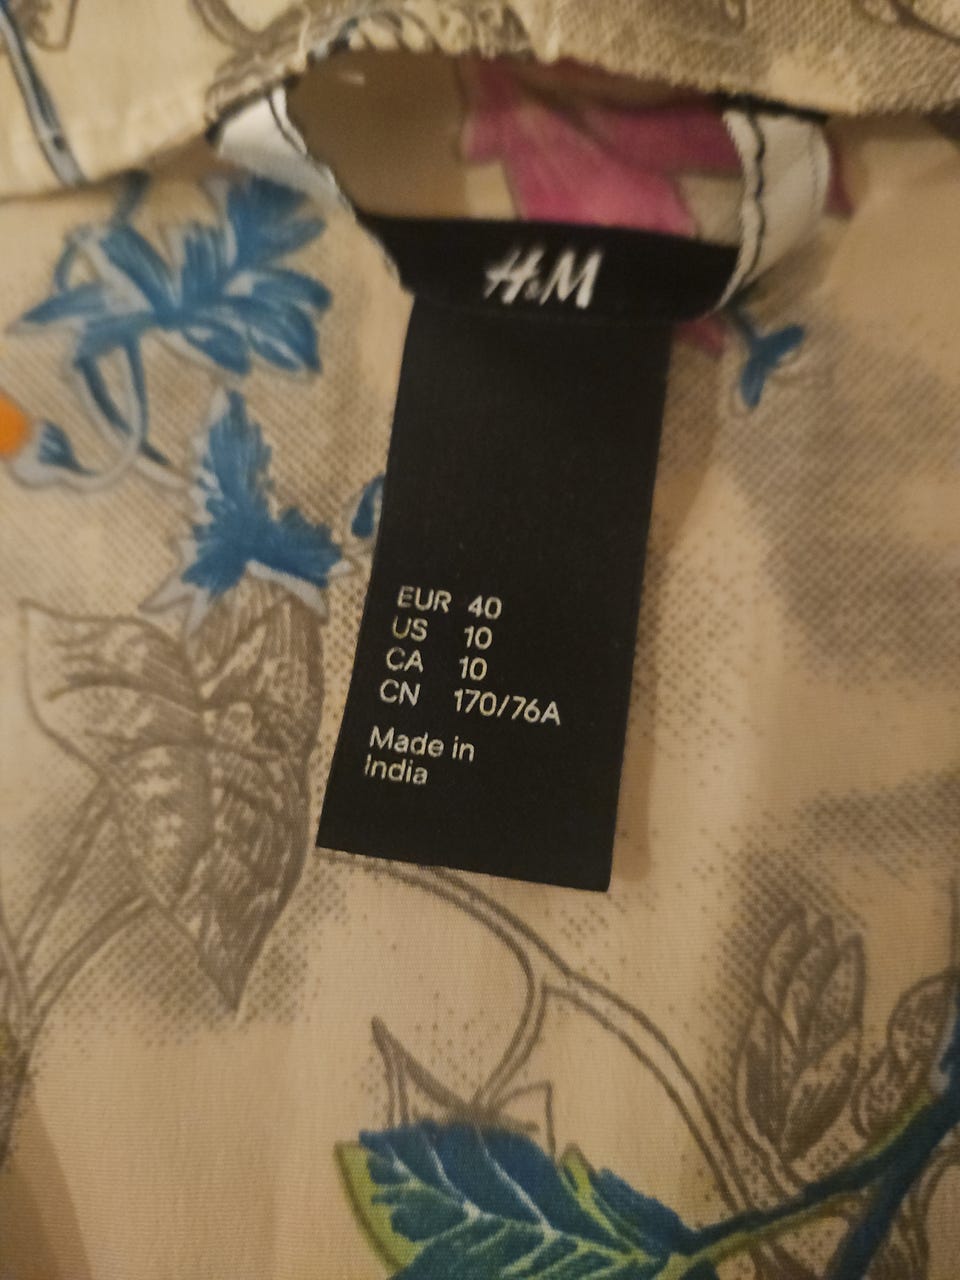 H&M
EUR 40
US 10
CA 10
CN 170/76A
Made in
India